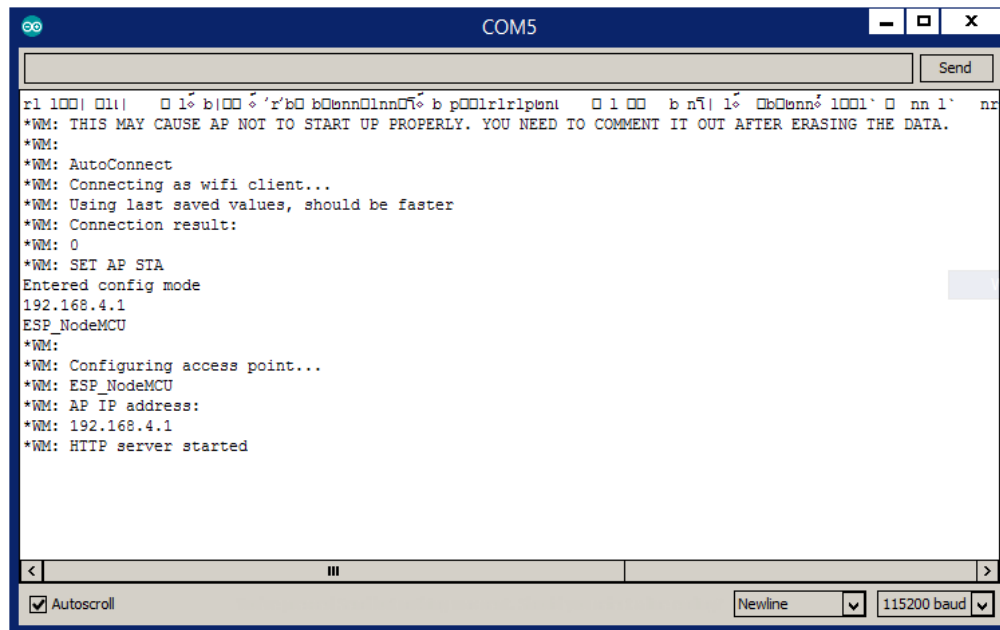 COM5
Send
*WM: THIS MAY CAUSE AP NOT TO START UP PROPERLY. YOU NEED TO COMMENT IT OUT AFTER ERASING THE DATA.
*WM:
*WM: AutoConnect
*WM: Connecting as wifi client...
*WM: Using last saved values, should be faster
*WM: Connection result:
*WM: 0
*WM: SET AP STA
Entered config mode
192.168.4.1
ESP_NodeMCU
*WM:
*WM: Configuring access point...
*WM: ESP_NodeMCU
*WM: AP IP address:
*WM: 192.168.4.1
*WM: HTTP server started
Autoscroll
Newline
115200 baud